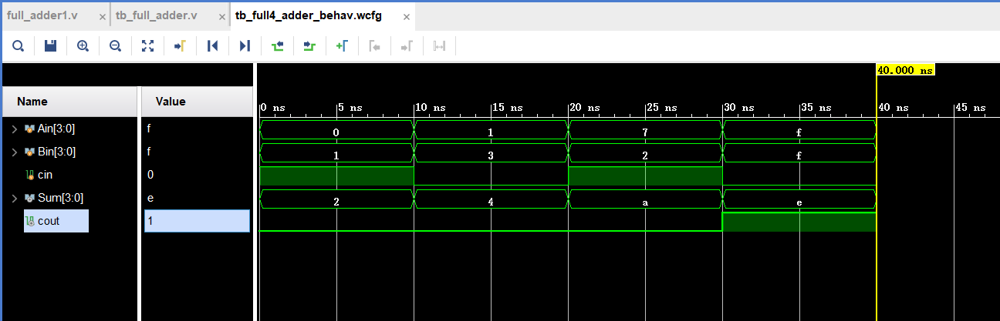 full_adder1.v × tb_full_adder.v × tb_full4_adder_behav.wcfg ×
40.000 ns
Name Value
0 ns 5 ns 10 ns 15 ns 20 ns 25 ns 30 ns 35 ns 40 ns 45 ns
Ain[3:0] f 0 1 7 f
Bin[3:0] f 1 3 2 f
cin 0
Sum[3:0] e 2 4 a e
cout 1